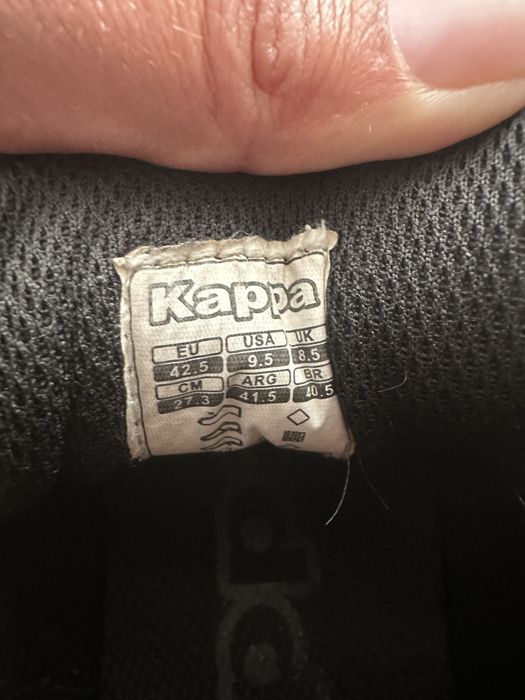 Kappa
EU USA UK
42.5 9.5 8.5
CM ARG BR
27.3 41.5 40.5